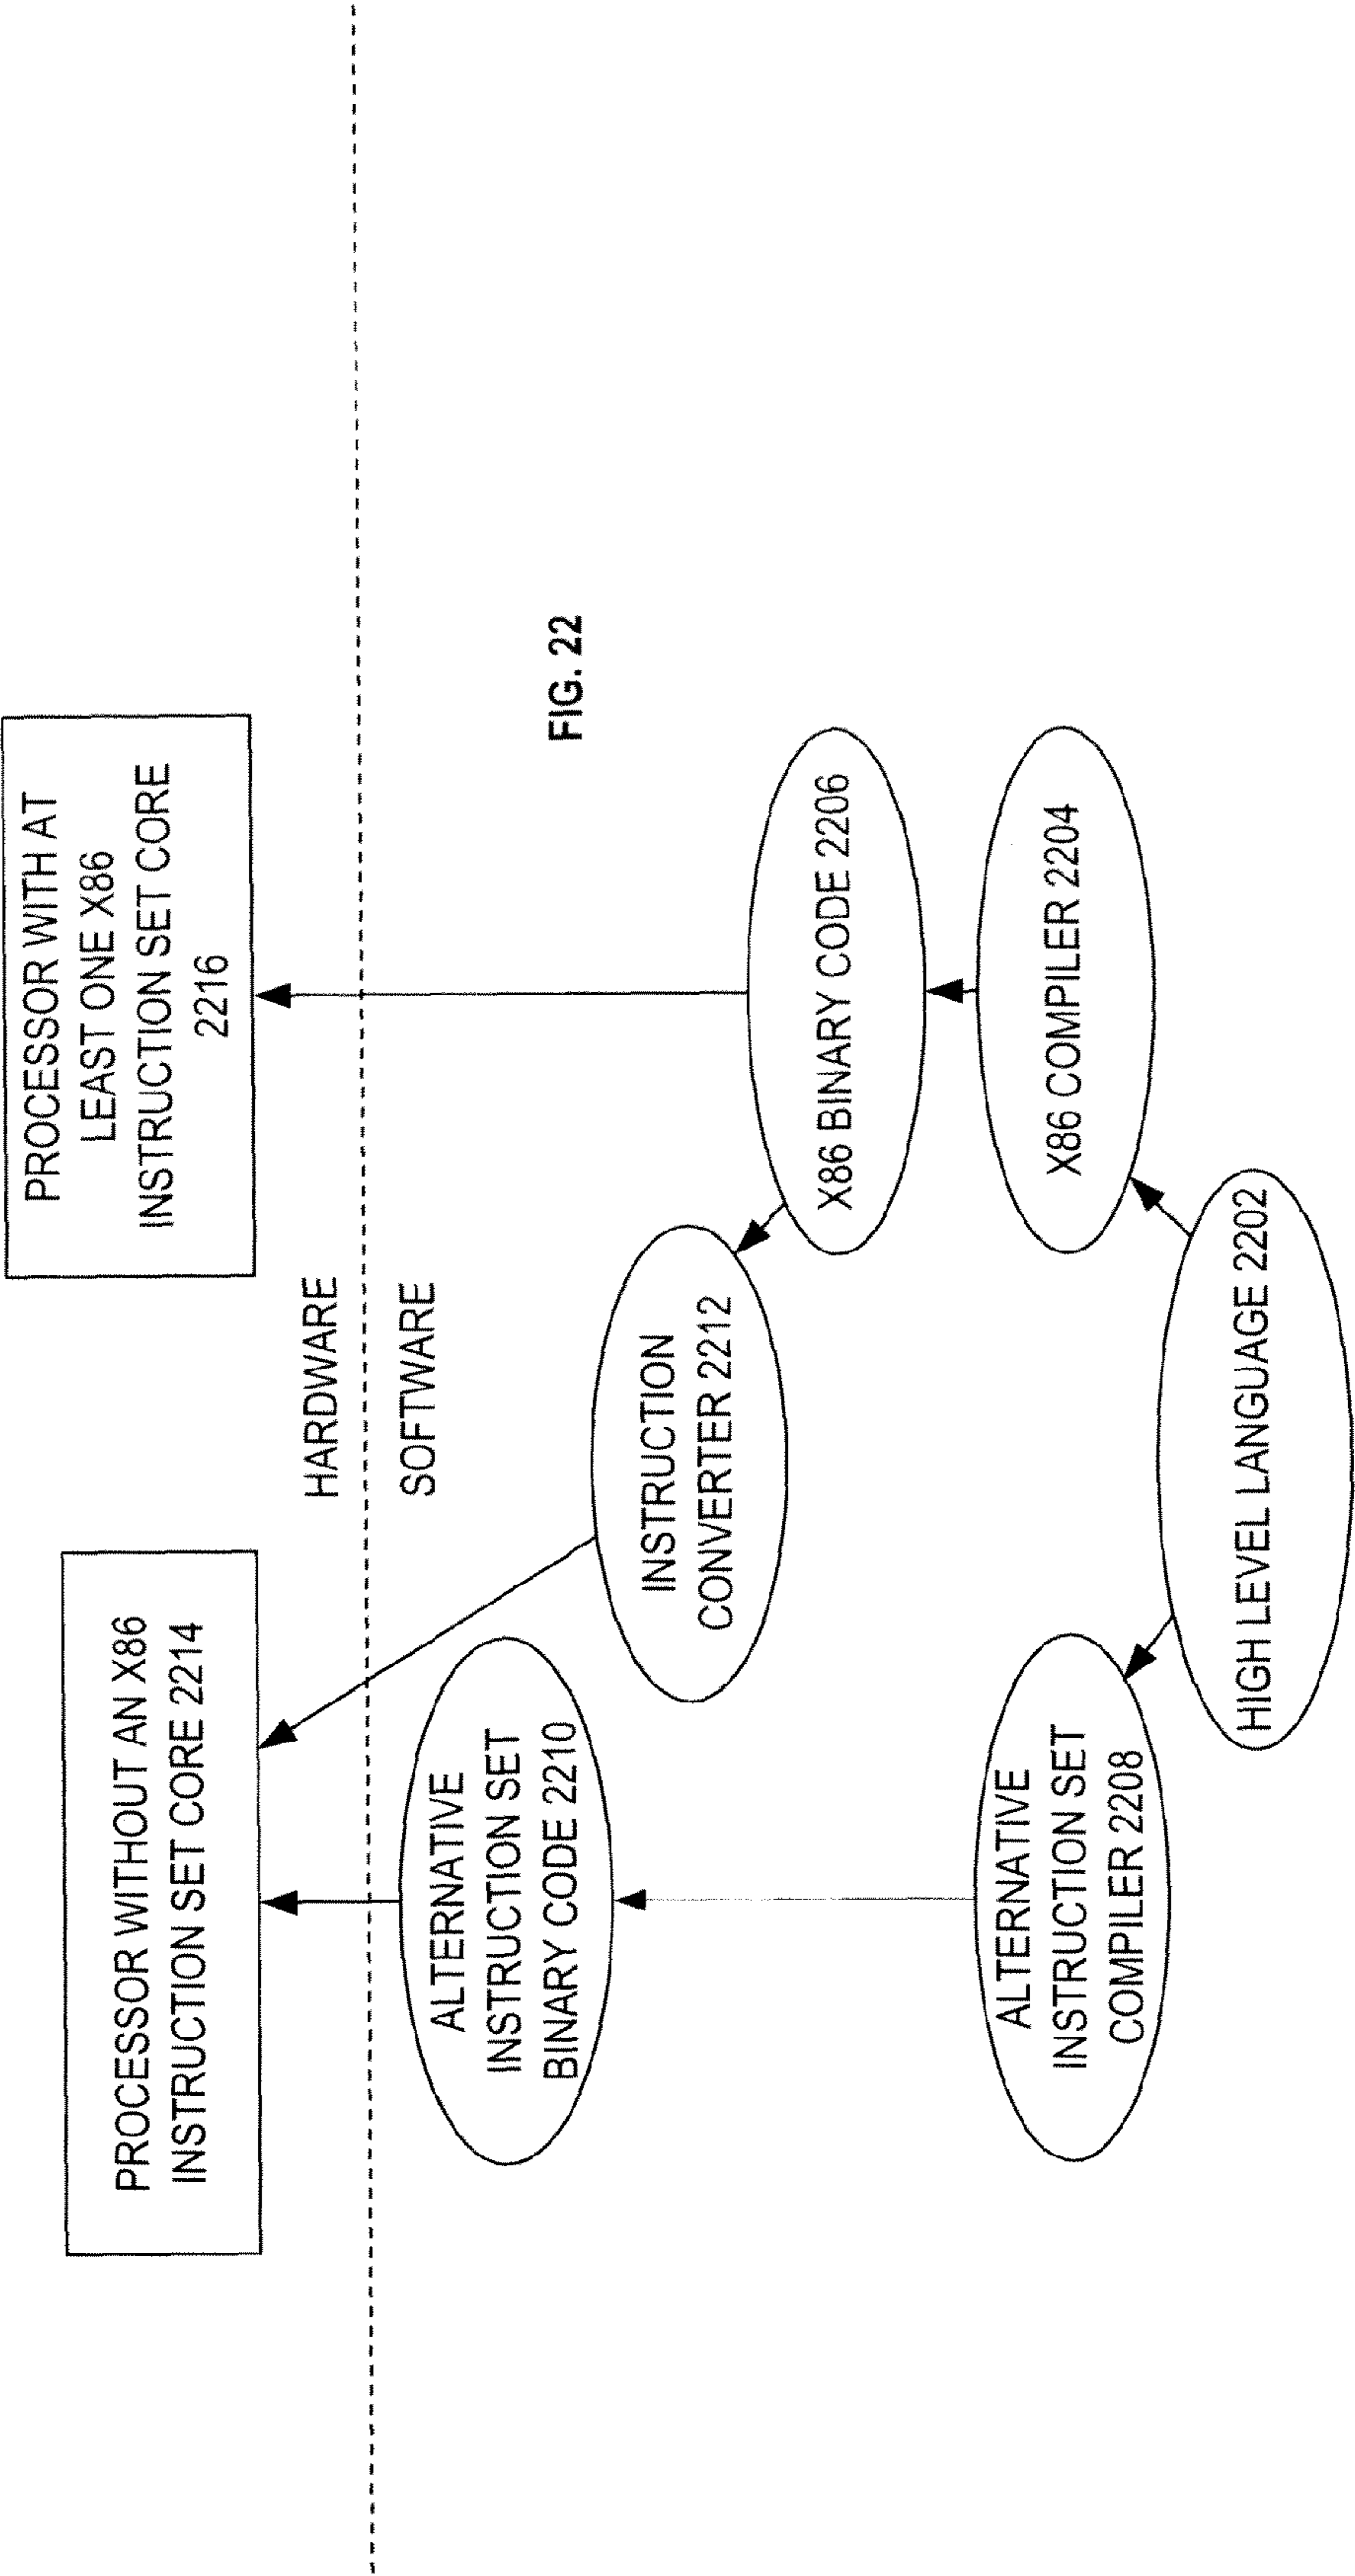 PROCESSOR WITHOUT AN X86
INSTRUCTION SET CORE 2214
PROCESSOR WITH AT
LEAST ONE X86
INSTRUCTION SET CORE
2216
HARDWARE
SOFTWARE
ALTERNATIVE
INSTRUCTION SET
BINARY CODE 2210
INSTRUCTION
CONVERTER 2212
FIG. 22
X86 BINARY CODE 2206
ALTERNATIVE
INSTRUCTION SET
COMPILER 2208
X86 COMPILER 2204
HIGH LEVEL LANGUAGE 2202